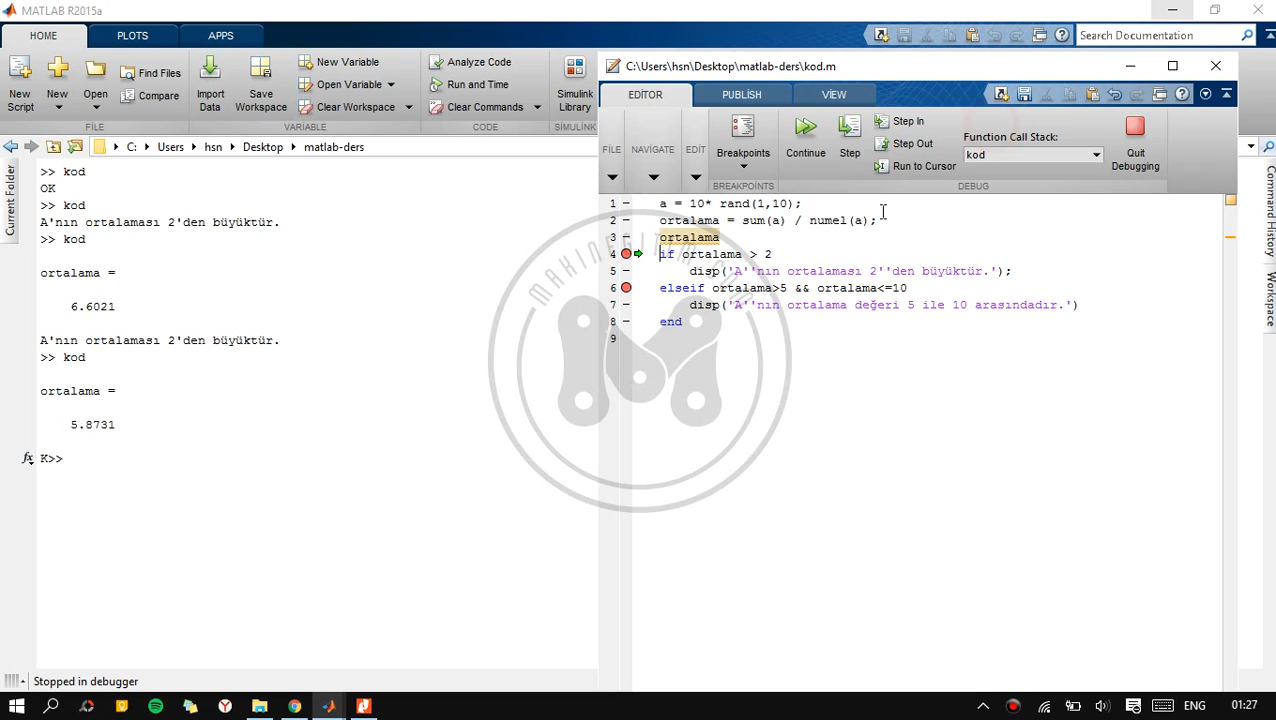 MATLAB R2015a
HOME
PLOTS
APPS
Search Documentation
New Script
New
Open
Find Files
Compare
FILE
Import Data
Save Workspace
New Variable
Open Variable
Clear Workspace
VARIABLE
Analyze Code
Run and Time
Clear Commands
CODE
Simulink Library
SIMULINK
C:
Users
hsn
Desktop
matlab-ders
Current Folder
>> kod
OK
>> kod
A'nın ortalaması 2'den büyüktür.
>> kod
ortalama =
6.6021
A'nın ortalaması 2'den büyüktür.
>> kod
ortalama =
5.8731
fx K>>
C:\Users\hsn\Desktop\matlab-ders\kod.m
EDITOR
PUBLISH
VIEW
FILE
NAVIGATE
EDIT
Breakpoints
BREAKPOINTS
Continue
Step
Step In
Step Out
Run to Cursor
Function Call Stack:
kod
Quit Debugging
DEBUG
1 a = 10* rand(1,10);
2 ortalama = sum(a) / numel(a);
3 ortalama
4 if ortalama > 2
5 disp('A''nın ortalaması 2''den büyüktür.');
6 elseif ortalama>5 && ortalama<=10
7 disp('A''nın ortalama değeri 5 ile 10 arasındadır.')
8 end
9
MAKINEEGITIM.COM
Command History
Workspace
Stopped in debugger
ENG
01:27